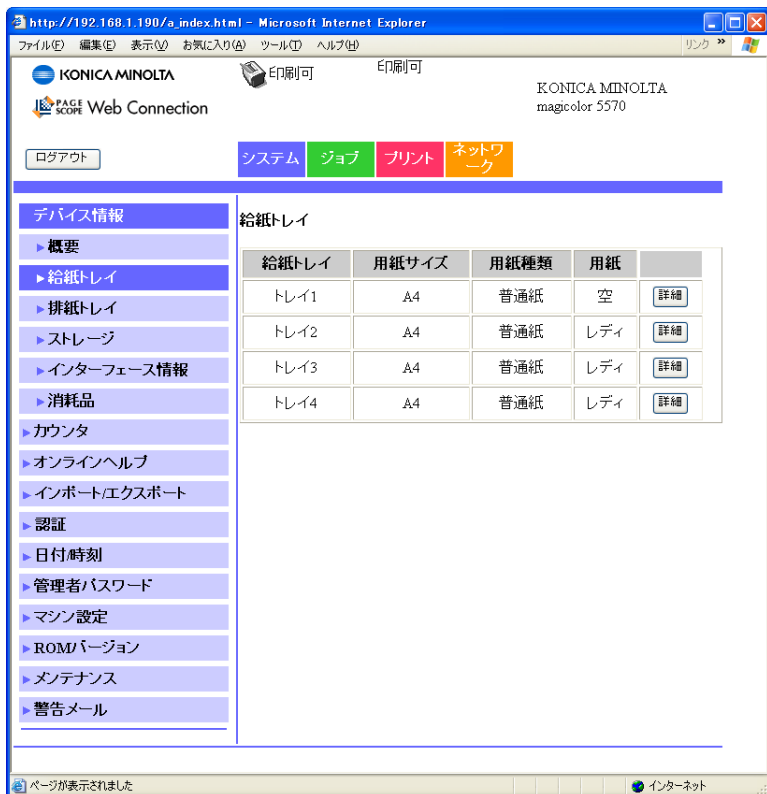 http://192.168.1.190/a_index.html - Microsoft Internet Explorer
ファイル(F) 編集(E) 表示(V) お気に入り(A) ツール(T) ヘルプ(H) リンク »
KONICA MINOLTA 印刷可 印刷可
KONICA MINOLTA
magicolor 5570
PAGE SCOPE Web Connection
ログアウト システム ジョブ プリント ネットワ
ーク
デバイス情報
概要
給紙トレイ
排紙トレイ
ストレージ
インターフェース情報
消耗品
カウンタ
オンラインヘルプ
インポート/エクスポート
認証
日付/時刻
管理者パスワード
マシン設定
ROMバージョン
メンテナンス
警告メール
給紙トレイ
給紙トレイ 用紙サイズ 用紙種類 用紙
トレイ1 A4 普通紙 空 詳細
トレイ2 A4 普通紙 レディ 詳細
トレイ3 A4 普通紙 レディ 詳細
トレイ4 A4 普通紙 レディ 詳細
ページが表示されました インターネット